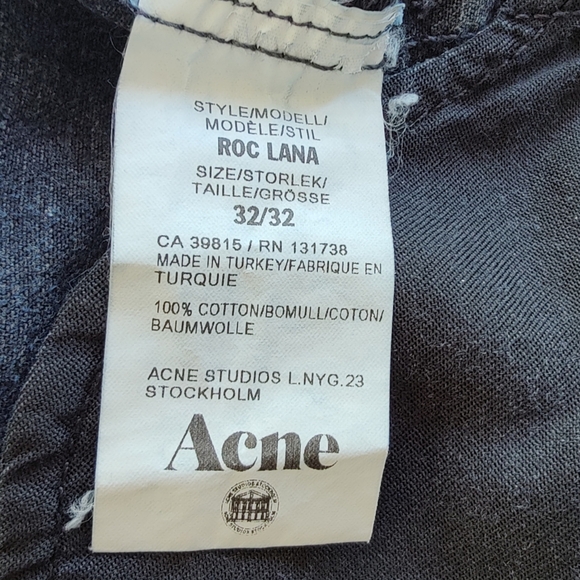 STYLE/MODELL/
MODÈLE/STIL
ROC LANA
SIZE/STORLEK/
TAILLE/GRÖSSE
32/32
CA 39815 / RN 131738
MADE IN TURKEY/FABRIQUE EN
TURQUIE
100% COTTON/BOMULL/COTON/
BAUMWOLLE
ACNE STUDIOS L.NYG.23
STOCKHOLM
Acne